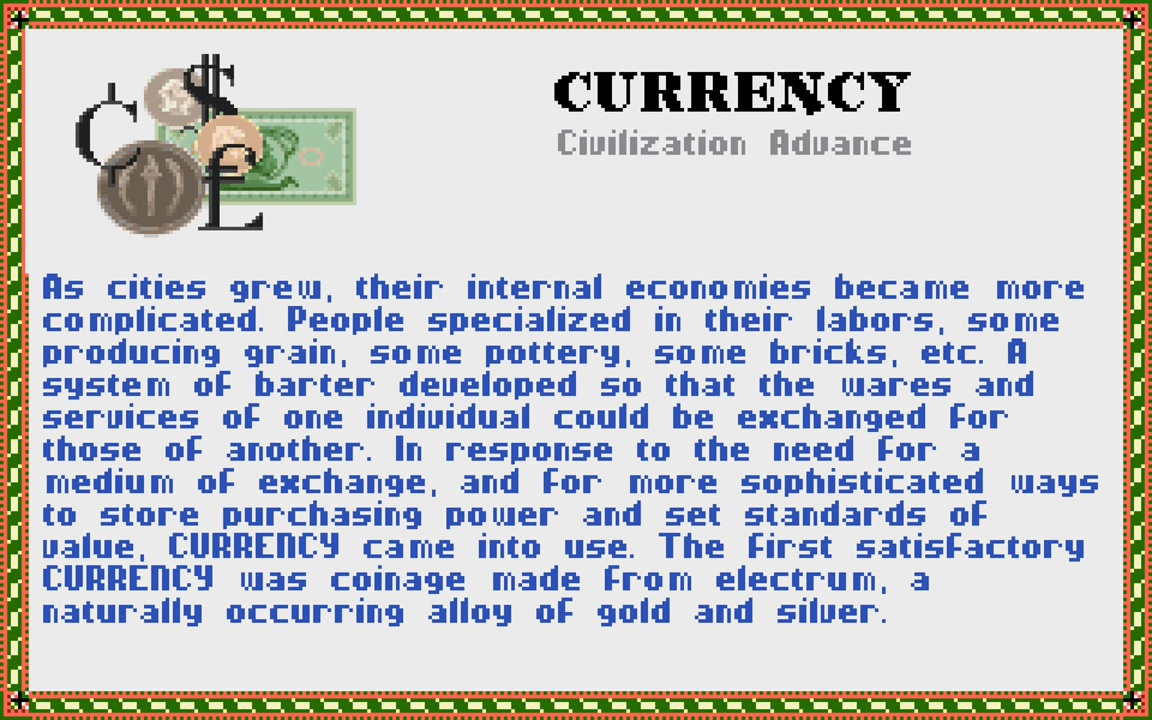 ¢ $ £
CURRENCY
Civilization Advance
As cities grew, their internal economies became more
complicated. People specialized in their labors, some
producing grain, some pottery, some bricks, etc. A
system of barter developed so that the wares and
services of one individual could be exchanged for
those of another. In response to the need for a
medium of exchange, and for more sophisticated ways
to store purchasing power and set standards of
value, CURRENCY came into use. The first satisfactory
CURRENCY was coinage made from electrum, a
naturally occurring alloy of gold and silver.